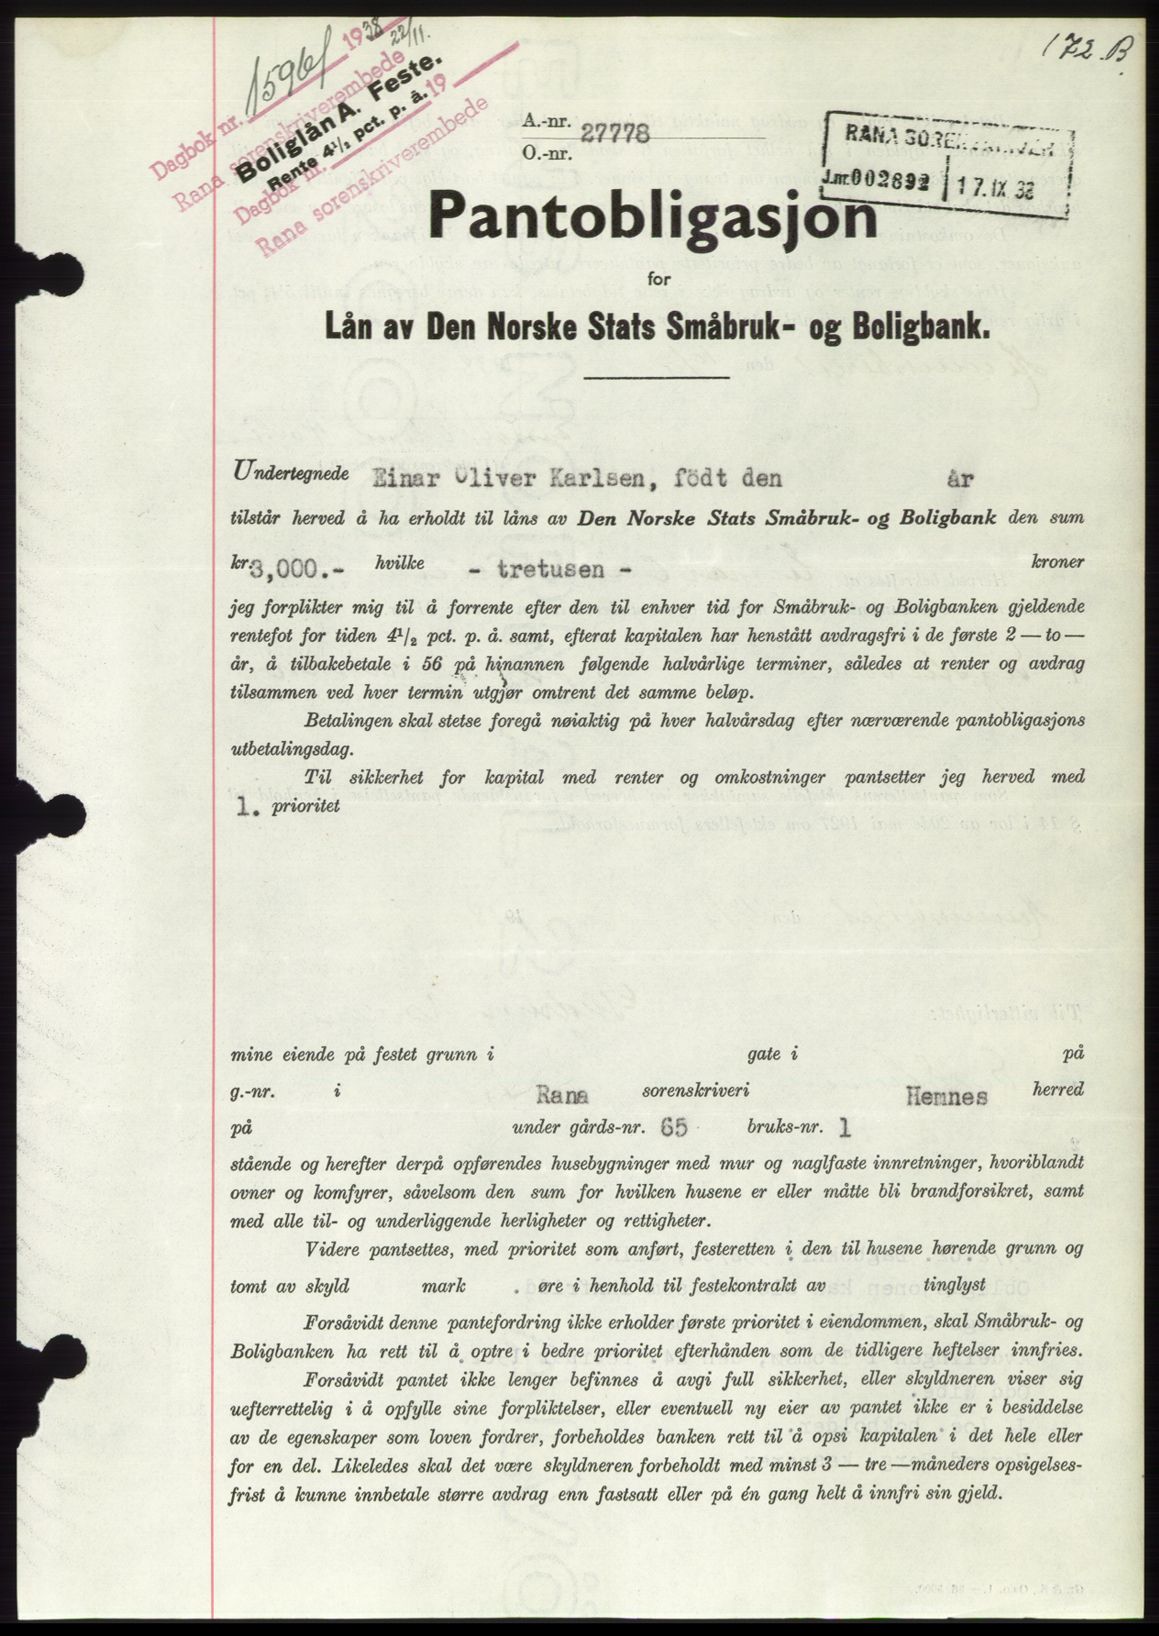 172 B.
Dagbok nr. 1596/1938
22/11.
Rana sorenskriverembede
Boliglån A. Feste.
Rente 4½ pct. p. å.
Dagbok nr. 19
Rana sorenskriverembede
A.-nr. 27778
O.-nr.
RANA SORENSKRIVER
J.nr. 002892 17. IX 38
Pantobligasjon
for
Lån av Den Norske Stats Småbruk- og Boligbank.
Undertegnede Einar Oliver Karlsen, födt den år
tilstår herved å ha erholdt til låns av Den Norske Stats Småbruk- og Boligbank den sum
kr. 3,000.- hvilke - tretusen - kroner
jeg forplikter mig til å forrente efter den til enhver tid for Småbruk- og Boligbanken gjeldende
rentefot for tiden 4½ pct. p. å. samt, efterat kapitalen har henstått avdragsfri i de første 2 — to —
år, å tilbakebetale i 56 på hinannen følgende halvårlige terminer, således at renter og avdrag
tilsammen ved hver termin utgjør omtrent det samme beløp.
Betalingen skal stetse foregå nøiaktig på hver halvårsdag efter nærværende pantobligasjons
utbetalingsdag.
Til sikkerhet for kapital med renter og omkostninger pantsetter jeg herved med
1. prioritet
mine eiende på festet grunn i gate i på
g.-nr. i Rana sorenskriveri Hemnes herred
på under gårds-nr. 65 bruks-nr. 1
stående og herefter derpå opførendes husebygninger med mur og naglfaste innretninger, hvoriblandt
ovner og komfyrer, såvelsom den sum for hvilken husene er eller måtte bli brandforsikret, samt
med alle til- og underliggende herligheter og rettigheter.
Videre pantsettes, med prioritet som anført, festeretten i den til husene hørende grunn og
tomt av skyld mark øre i henhold til festekontrakt av tinglyst
Forsåvidt denne pantefordring ikke erholder første prioritet i eiendommen, skal Småbruk- og
Boligbanken ha rett til å optre i bedre prioritet efterhånden som de tidligere heftelser innfries.
Forsåvidt pantet ikke lenger befinnes å avgi full sikkerhet, eller skyldneren viser sig
uefterrettelig i å opfylle sine forpliktelser, eller eventuell ny eier av pantet ikke er i besiddelse
av de egenskaper som loven fordrer, forbeholdes banken rett til å opsi kapitalen i det hele eller
for en del. Likeledes skal det være skyldneren forbeholdt med minst 3 — tre — måneders opsigelses-
frist å kunne innbetale større avdrag enn fastsatt eller på én gang helt å innfri sin gjeld.